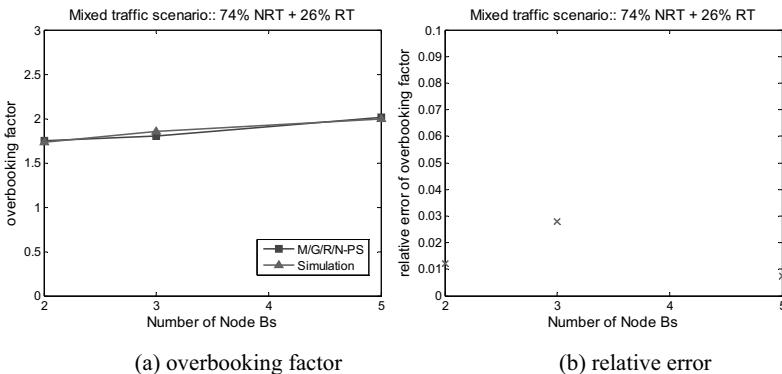 Mixed traffic scenario:: 74% NRT + 26% RT
3
2.5
2
1.5
1
0.5
0
overbooking factor
M/G/R/N-PS
Simulation
2
3
4
5
Number of Node Bs
(a) overbooking factor
Mixed traffic scenario:: 74% NRT + 26% RT
0.1
0.09
0.08
0.07
0.06
0.05
0.04
0.03
0.02
0.01
0
relative error of overbooking factor
2
3
4
5
Number of Node Bs
(b) relative error